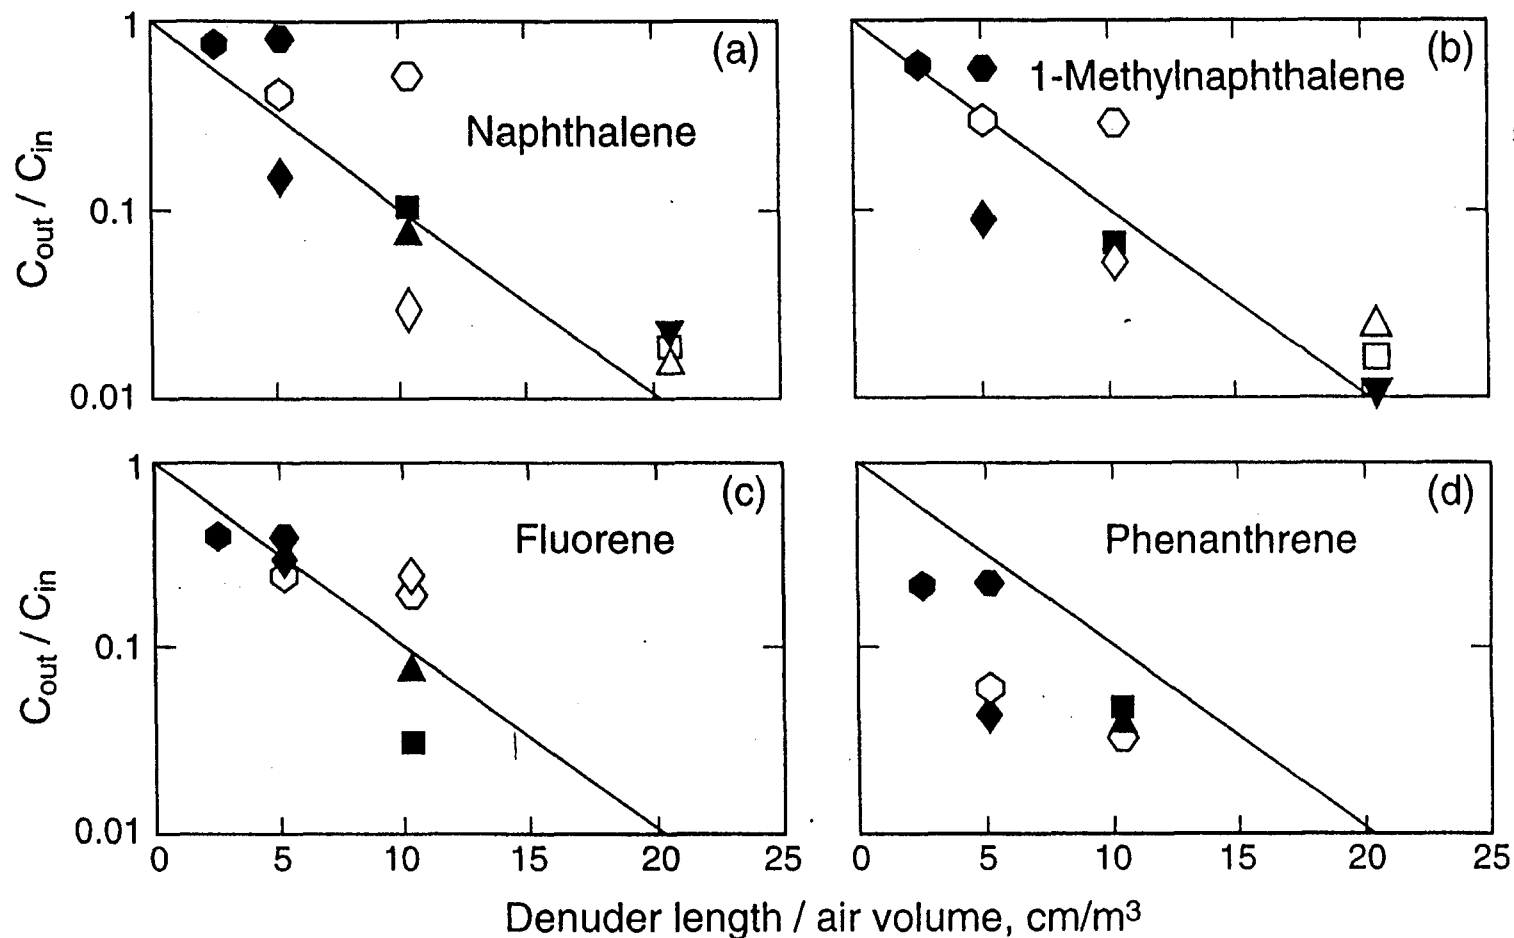 1
(a)
Naphthalene
C_out / C_in
0.1
0.01
(b)
1-Methylnaphthalene
1
(c)
Fluorene
C_out / C_in
0.1
0.01
0 5 10 15 20 25
(d)
Phenanthrene
0 5 10 15 20 25
Denuder length / air volume, cm/m³